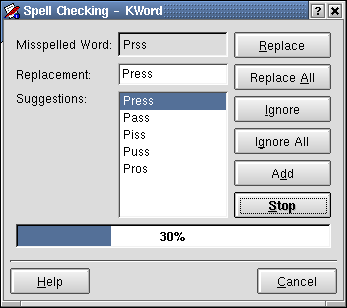 Spell Checking - KWord
Misspelled Word: Prss
Replace
Replacement: Press
Replace All
Suggestions: Press
Pass
Piss
Puss
Pros
Ignore
Ignore All
Add
Stop
30%
Help
Cancel